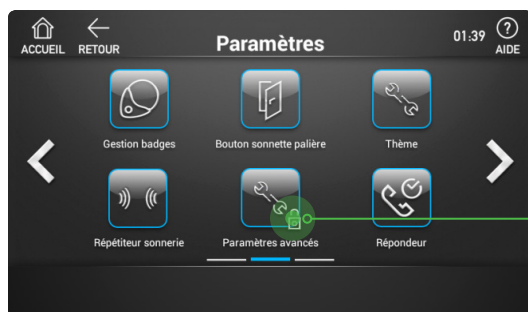 ACCUEIL RETOUR Paramètres 01:39 AIDE
Gestion badges Bouton sonnette palière Thème
Répétiteur sonnerie Paramètres avancés Répondeur